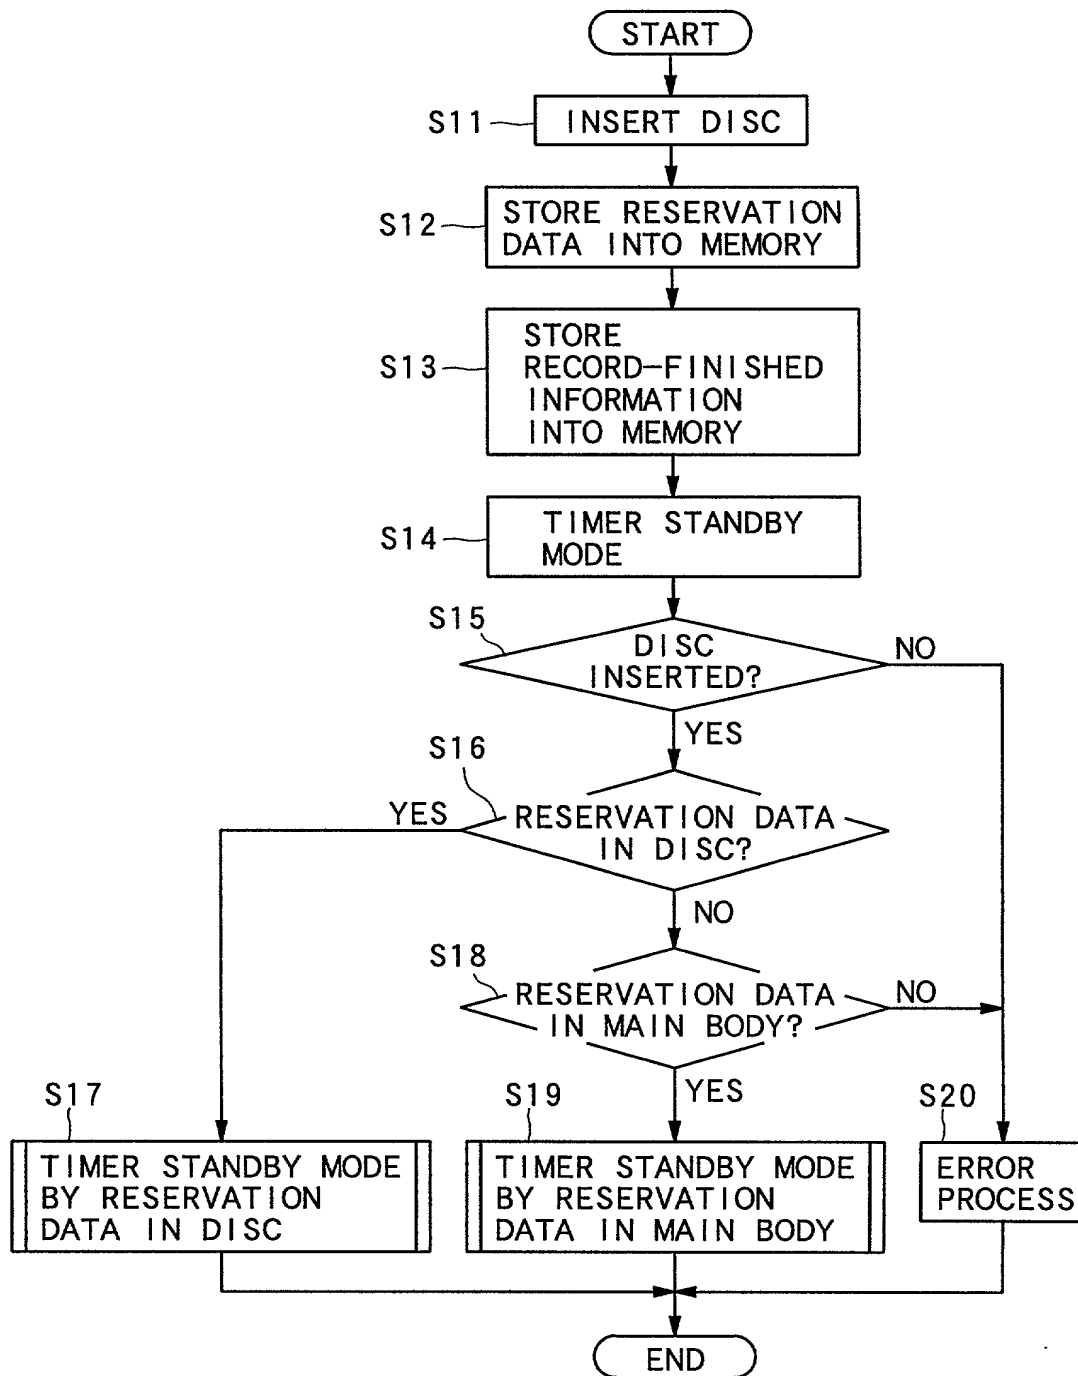 START
S11
INSERT DISC
S12
STORE RESERVATION
DATA INTO MEMORY
S13
STORE
RECORD-FINISHED
INFORMATION
INTO MEMORY
S14
TIMER STANDBY
MODE
S15
DISC
INSERTED?
NO
YES
S16
YES
RESERVATION DATA
IN DISC?
NO
S18
RESERVATION DATA
IN MAIN BODY?
NO
YES
S17
TIMER STANDBY MODE
BY RESERVATION
DATA IN DISC
S19
TIMER STANDBY MODE
BY RESERVATION
DATA IN MAIN BODY
S20
ERROR
PROCESS
END